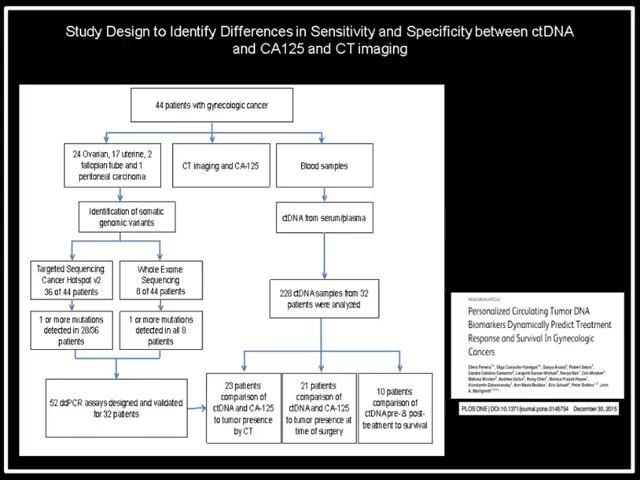 Study Design to Identify Differences in Sensitivity and Specificity between ctDNA
and CA125 and CT imaging
44 patients with gynecologic cancer
24 Ovarian, 17 uterine, 2
fallopian tube and 1
peritoneal carcinoma
CT imaging and CA-125
Blood samples
Identification of somatic
genomic variants
ctDNA from serum/plasma
Targeted Sequencing:
Cancer Hotspot v2
36 of 44 patients
Whole Exome
Sequencing
8 of 44 patients
228 ctDNA samples from 32
patients were analyzed
1 or more mutations
detected in 28/36
patients
1 or more mutations
detected in all 8
patients
52 ddPCR assays designed and validated
for 32 patients
23 patients:
comparison of
ctDNA and CA-125
to tumor presence
by CT
21 patients:
comparison of
ctDNA and CA-125
to tumor presence at
time of surgery
10 patients:
comparison of
ctDNA pre- & post-
treatment to survival
RESEARCH ARTICLE
Personalized Circulating Tumor DNA
Biomarkers Dynamically Predict Treatment
Response and Survival In Gynecologic
Cancers
PLOS ONE | DOI:10.1371/journal.pone.0145754 December 30, 2015